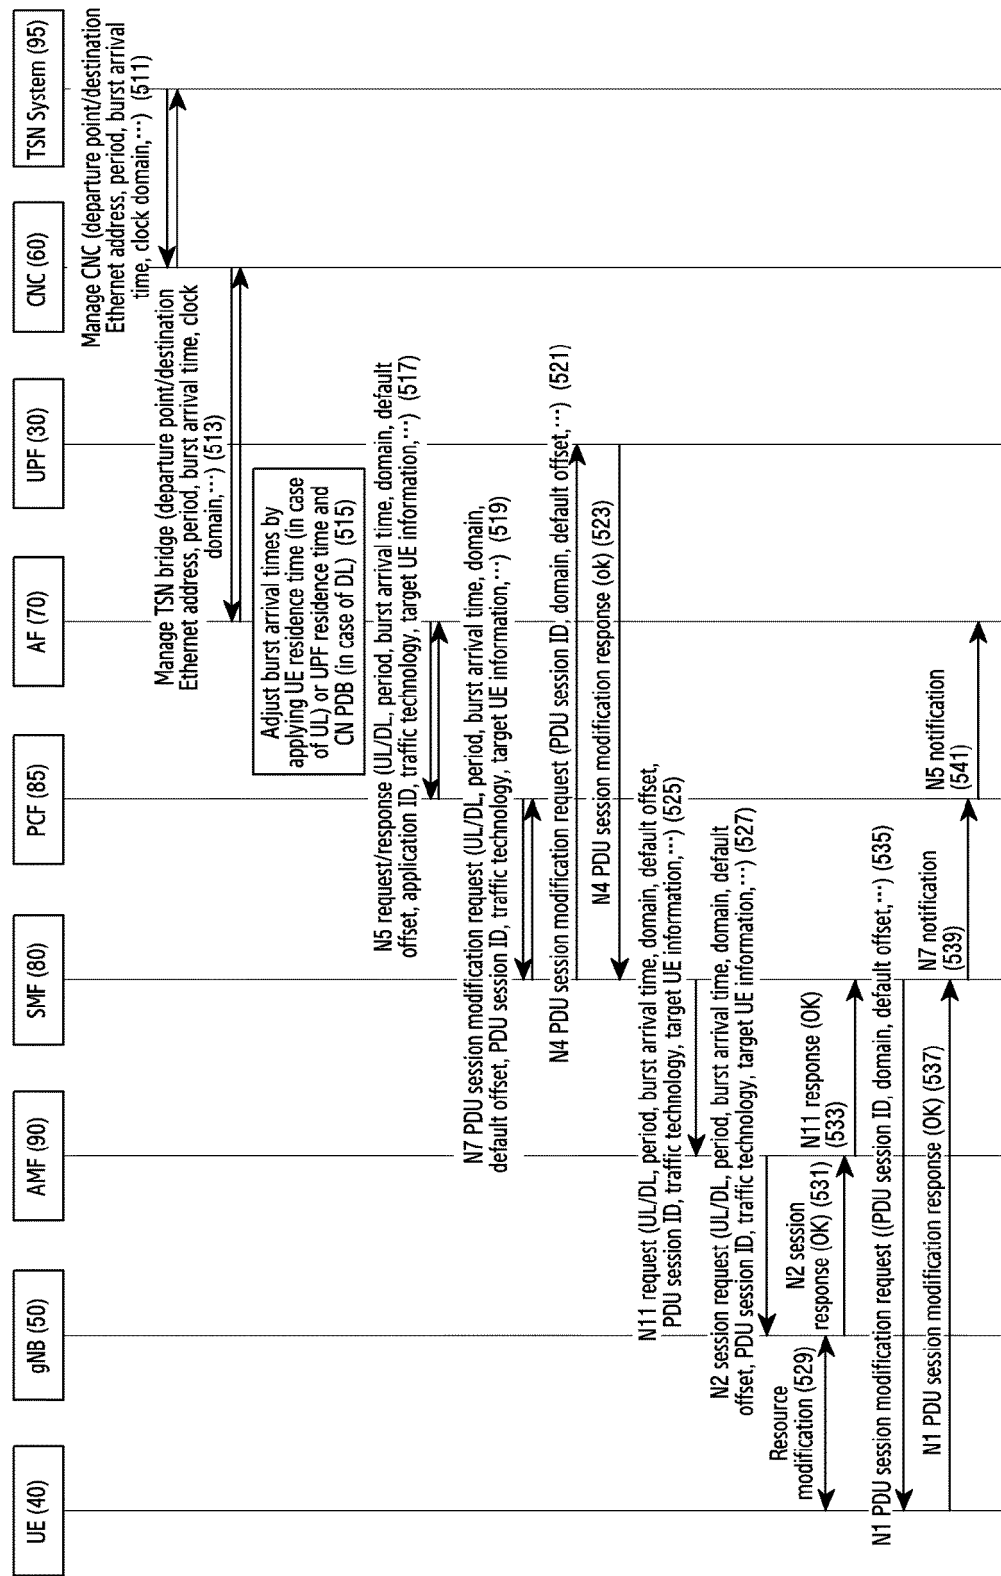 UE (40)
gNB (50)
AMF (90)
SMF (80)
PCF (85)
AF (70)
UPF (30)
CNC (60)
TSN System (95)
Manage CNC (departure point/destination
Ethernet address, period, burst arrival
time, clock domain,⋯) (511)
Manage TSN bridge (departure point/destination
Ethernet address, period, burst arrival time, clock
domain,⋯) (513)
Adjust burst arrival times by
applying UE residence time (in case
of UL) or UPF residence time and
CN PDB (in case of DL) (515)
N5 request/response (UL/DL, period, burst arrival time, domain, default
offset, application ID, traffic technology, target UE information,⋯) (517)
N7 PDU session modification request (UL/DL, period, burst arrival time, domain,
default offset, PDU session ID, traffic technology, target UE information,⋯) (519)
N4 PDU session modification request (PDU session ID, domain, default offset,⋯) (521)
N4 PDU session modification response (ok) (523)
N11 request (UL/DL, period, burst arrival time, domain, default offset,
PDU session ID, traffic technology, target UE information,⋯) (525)
N2 session request (UL/DL, period, burst arrival time, domain, default
offset, PDU session ID, traffic technology, target UE information,⋯) (527)
Resource
modification (529)
N2 session
response (OK) (531)
N11 response (OK)
(533)
N1 PDU session modification request ((PDU session ID, domain, default offset,⋯) (535)
N1 PDU session modification response (OK) (537)
N7 notification
(539)
N5 notification
(541)